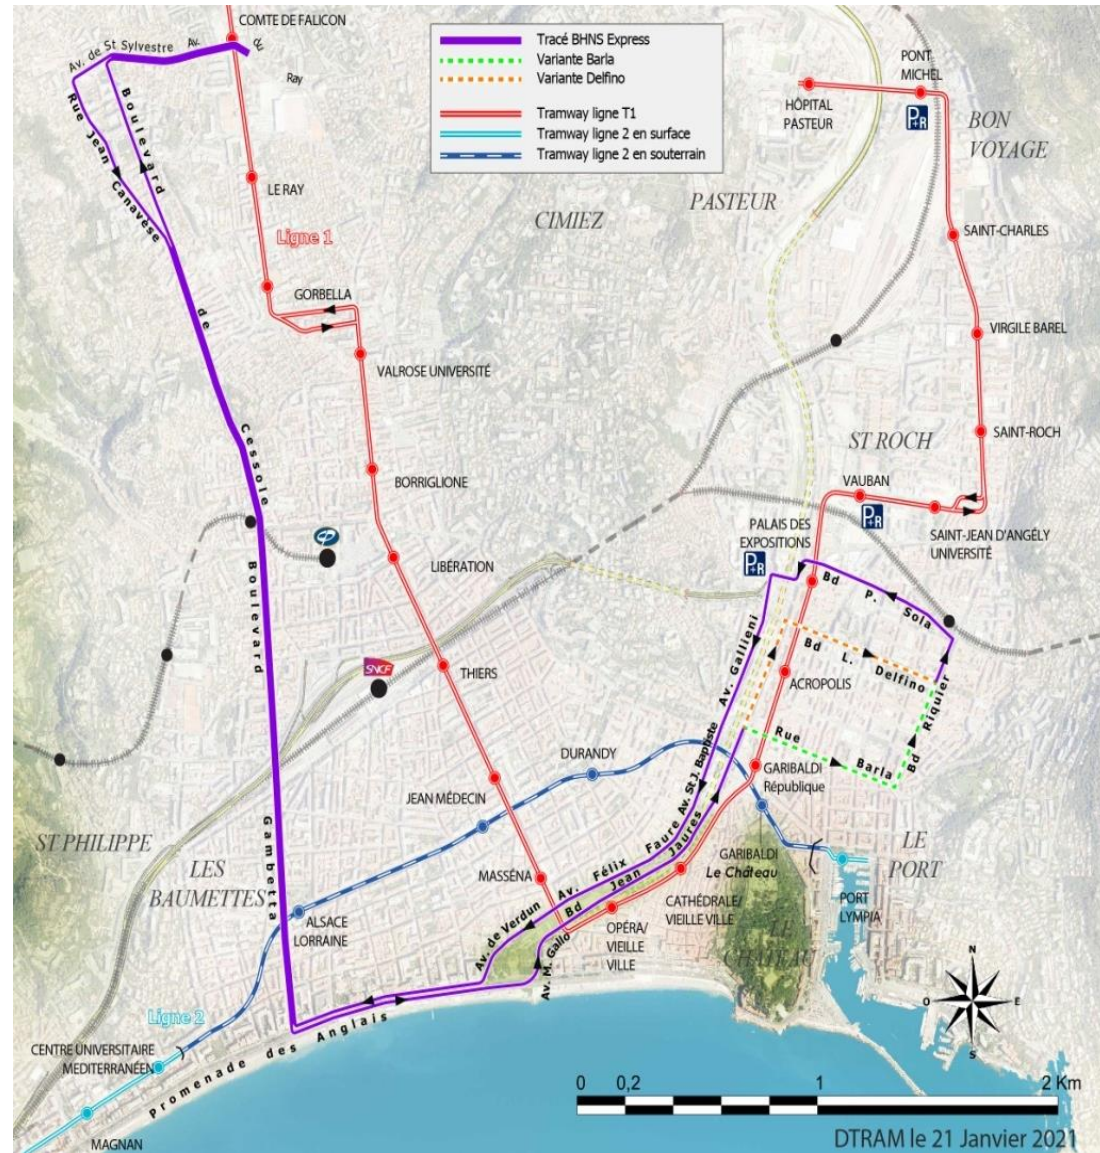 COMTE DE FALICON
Av. de St Sylvestre
Av.
Ray
Tracé BHNS Express
Variante Barla
Variante Delfino
Tramway ligne T1
Tramway ligne 2 en surface
Tramway ligne 2 en souterrain
PONT
MICHEL
HÔPITAL
PASTEUR
P+R
BON
VOYAGE
Rue Jean Canavèse
Boulevard
de
Cessole
LE RAY
Ligne 1
CIMIEZ
PASTEUR
SAINT-CHARLES
GORBELLA
VIRGILE BAREL
VALROSE UNIVERSITÉ
SAINT-ROCH
ST ROCH
BORRIGLIONE
VAUBAN
P+R
SAINT-JEAN D'ANGÉLY
UNIVERSITÉ
PALAIS DES
EXPOSITIONS
P+R
LIBÉRATION
Boulevard
Gambetta
Bd P. Sola
SNCF
THIERS
Av. Gallieni
Bd L. Delfino
ACROPOLIS
Bd Riquier
Rue Barla
Av. St J. Baptiste
DURANDY
GARIBALDI
République
JEAN MÉDECIN
ST PHILIPPE
LES
BAUMETTES
LE
PORT
Av. Félix Faure
Bd Jean Jaures
GARIBALDI
Le Château
MASSÉNA
CATHÉDRALE/
VIEILLE VILLE
PORT
LYMPIA
ALSACE
LORRAINE
Av. de Verdun
OPÉRA/
VIEILLE
VILLE
LE
CHATEAU
Av. M. Gallo
N
O
E
S
Ligne 2
CENTRE UNIVERSITAIRE
MEDITERRANÉEN
Promenade des Anglais
MAGNAN
0 0,2 1 2 Km
DTRAM le 21 Janvier 2021